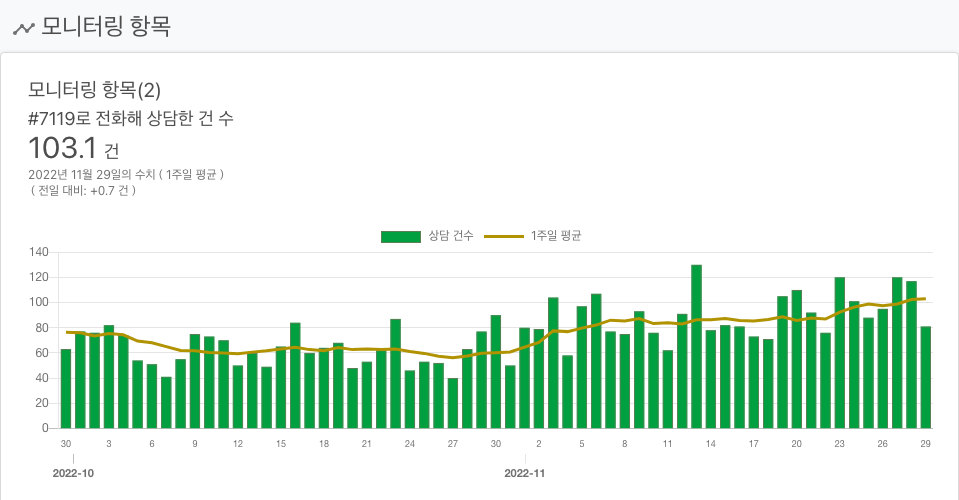 모니터링 항목
모니터링 항목(2)
#7119로 전화해 상담한 건 수
103.1 건
2022년 11월 29일의 수치 ( 1주일 평균 )
( 전일 대비: +0.7 건 )
상담 건수 1주일 평균
140
120
100
80
60
40
20
0
30 3 6 9 12 15 18 21 24 27 30 2 5 8 11 14 17 20 23 26 29
2022-10 2022-11